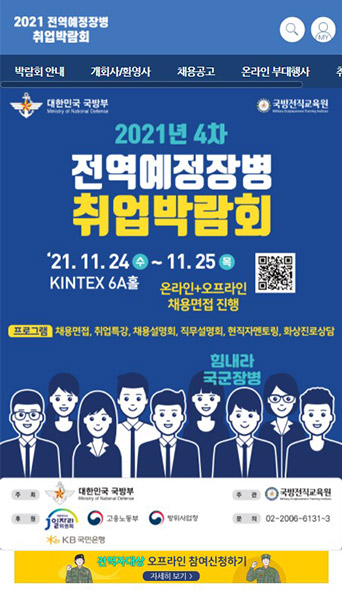 2021 전역예정장병
취업박람회
MY
박람회 안내 개회사/환영사 채용공고 온라인 부대행사
대한민국 국방부
Ministry of National Defense
국방전직교육원
2021년 4차
전역예정장병
취업박람회
'21. 11. 24 수 ~ 11. 25 목
KINTEX 6A홀
온라인+오프라인
채용면접 진행
프로그램 채용면접, 취업특강, 채용설명회, 직무설명회, 현직자멘토링, 화상진로상담
힘내라
국군장병
주 최 대한민국 국방부
Ministry of National Defense
주 관 국방전직교육원
후 원 일자리위원회 고용노동부 방위사업청
문 의 02-2006-6131~3
KB국민은행
전역자대상 오프라인 참여신청하기
자세히 보기 >